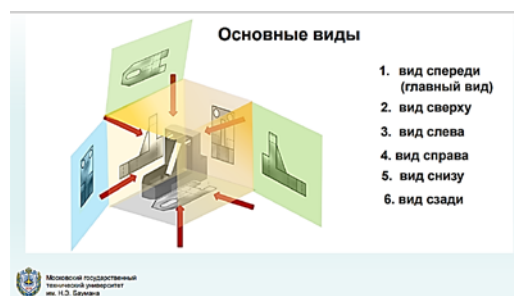 Основные виды
1. вид спереди
(главный вид)
2. вид сверху
3. вид слева
4. вид справа
5. вид снизу
6. вид сзади
Московский государственный
технический университет
им. Н.Э. Баумана